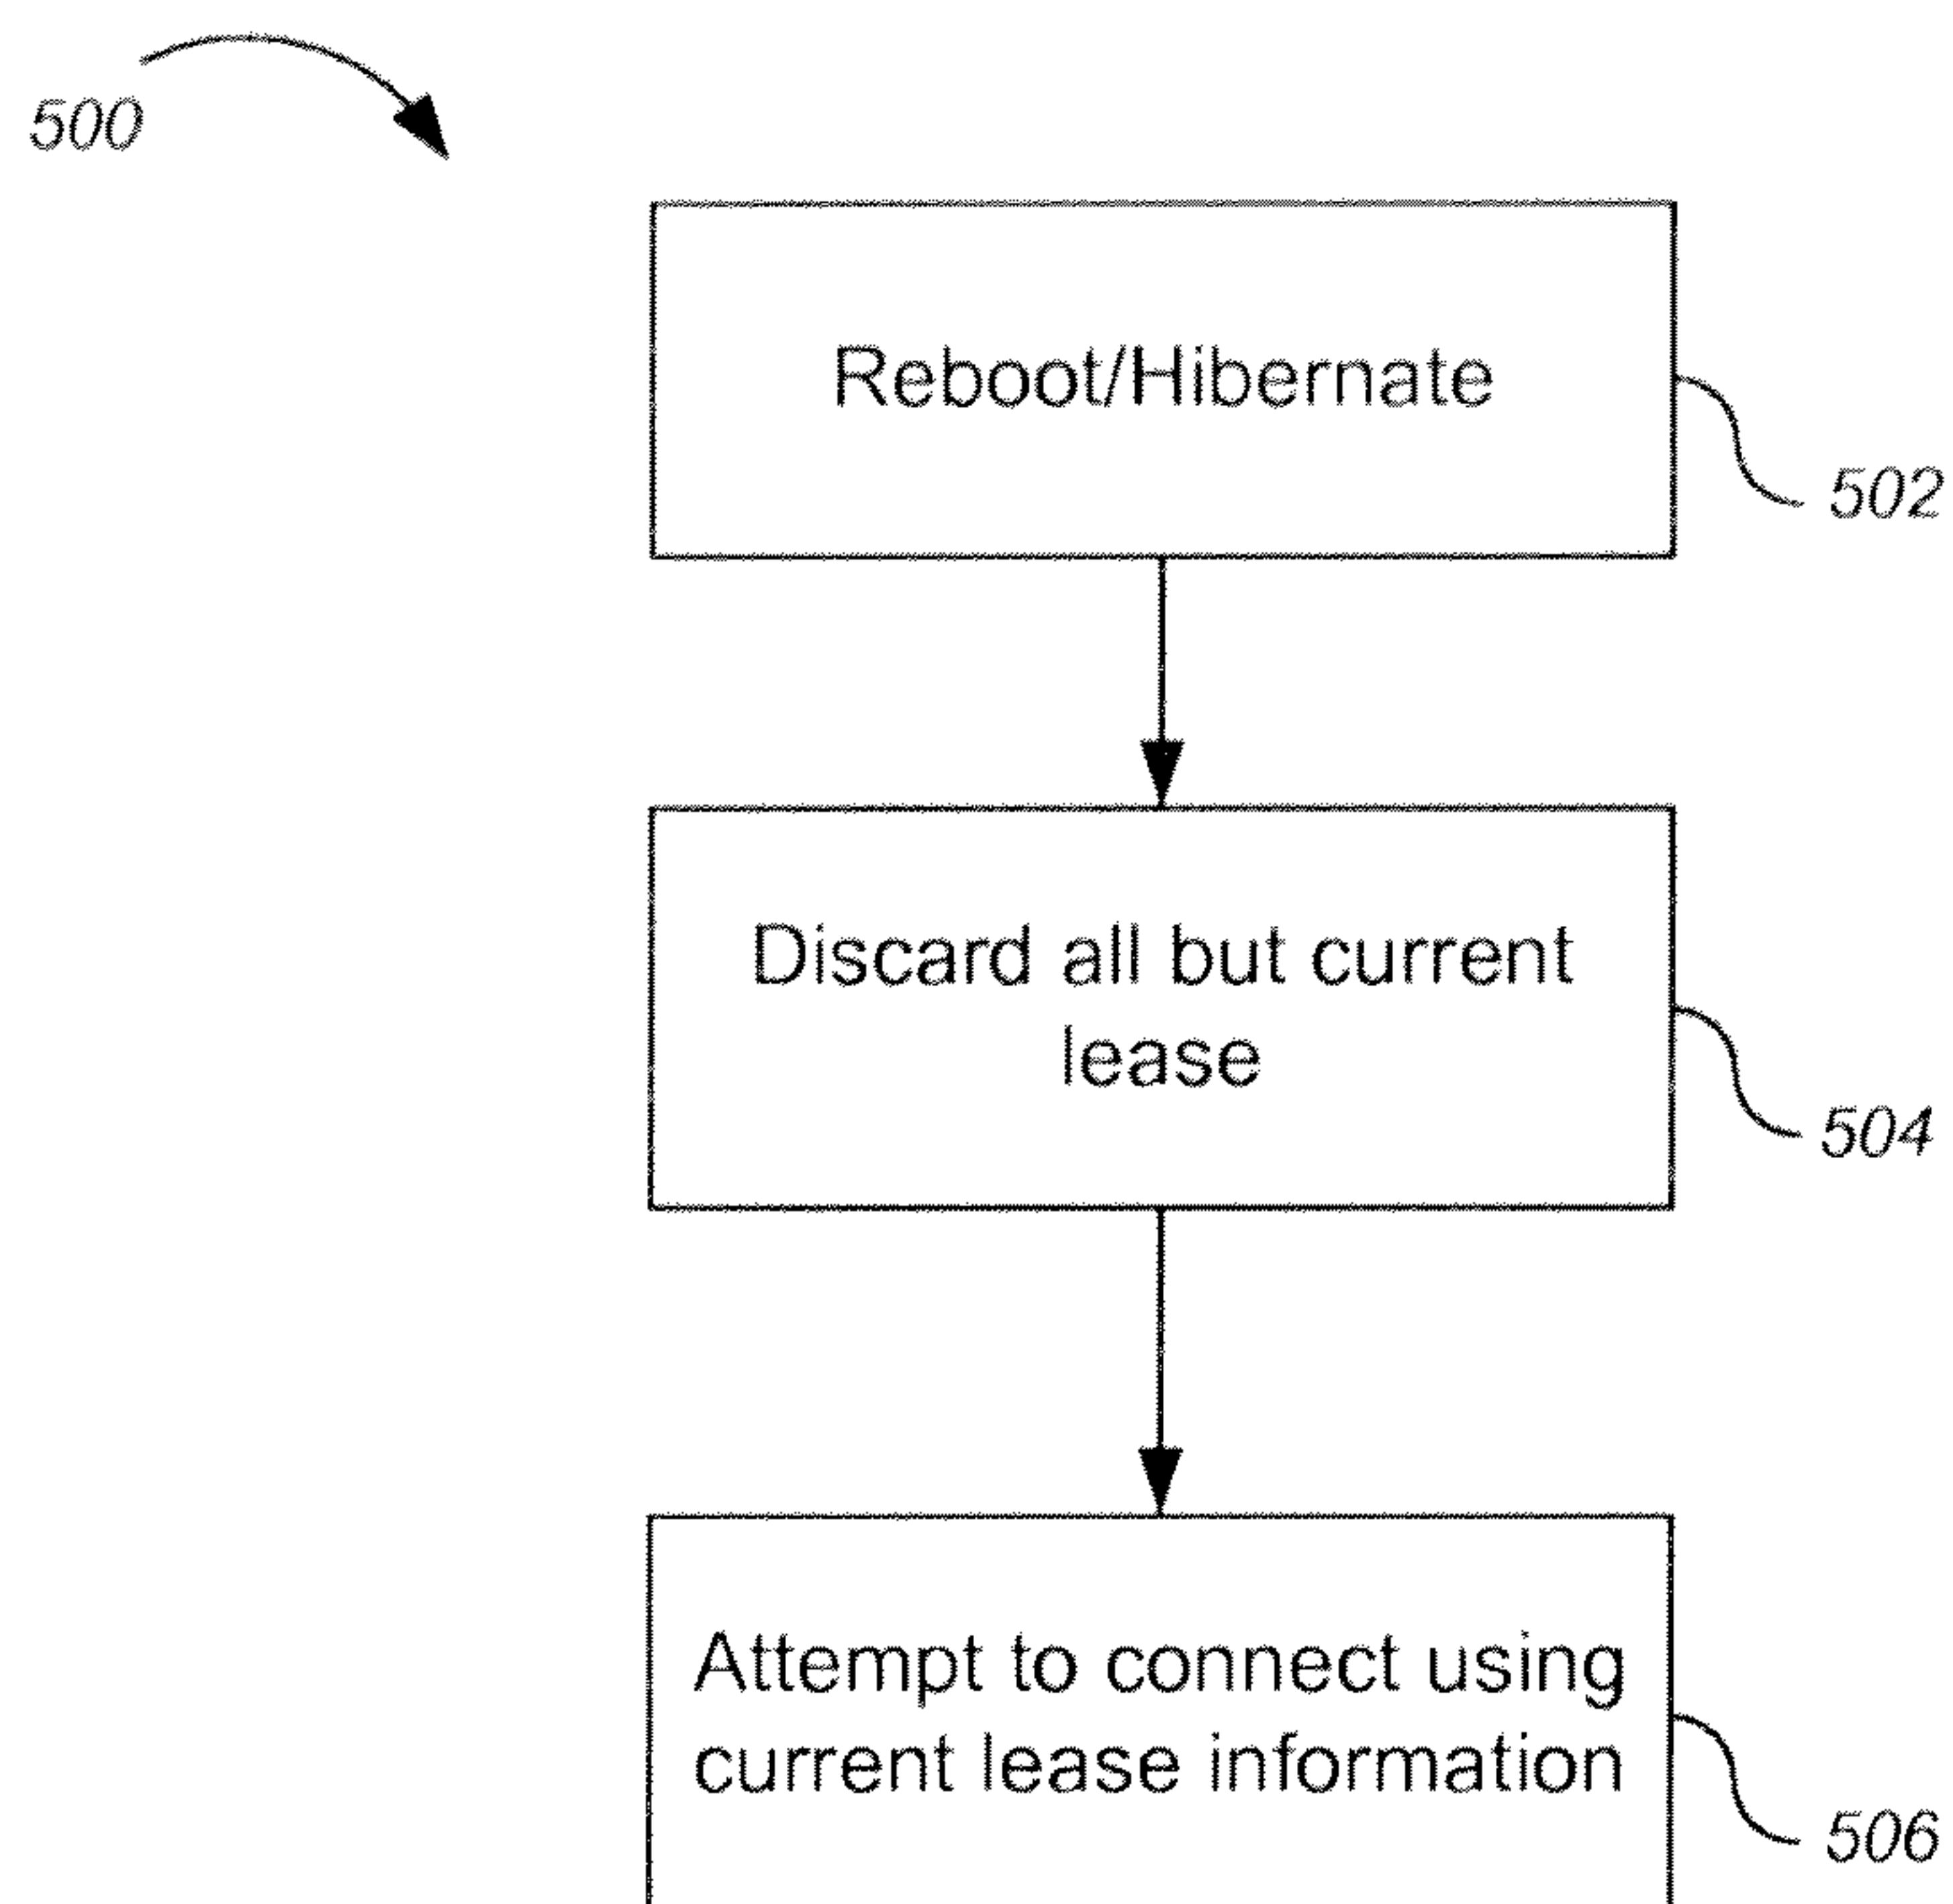 500
Reboot/Hibernate
502
Discard all but current
lease
504
Attempt to connect using
current lease information
506